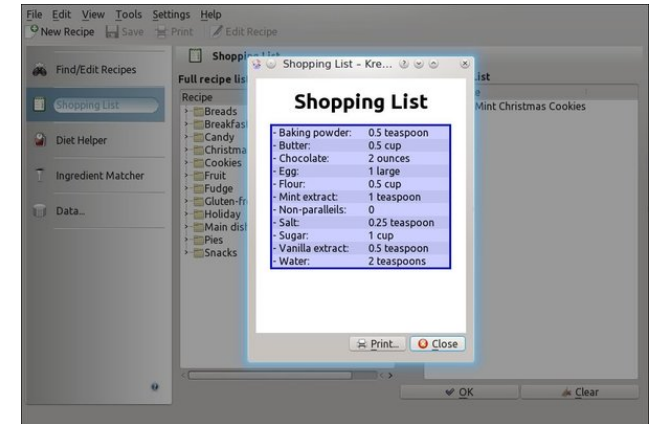 File Edit View Tools Settings Help
New Recipe Save Print Edit Recipe
Find/Edit Recipes
Shopping List
Diet Helper
Ingredient Matcher
Data..
Shopping List
Full recipe lis
Recipe
Breads
Breakfas
Candy
Christma
Cookies
Fruit
Fudge
Gluten-fr
Holiday
Main dis
Pies
Snacks
Shopping List – Kre...
Shopping List
- Baking powder: 0.5 teaspoon
- Butter: 0.5 cup
- Chocolate: 2 ounces
- Egg: 1 large
- Flour: 0.5 cup
- Mint extract: 1 teaspoon
- Non-paralleils: 0
- Salt: 0.25 teaspoon
- Sugar: 1 cup
- Vanilla extract: 0.5 teaspoon
- Water: 2 teaspoons
Print.. Close
ist
e
Mint Christmas Cookies
OK Clear